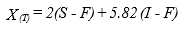 X(T) = 2(S - F) + 5.82 (I - F)